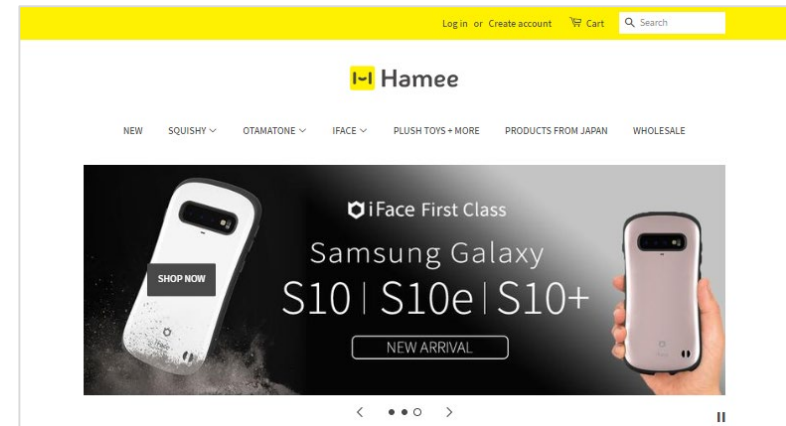 Log in or Create account Cart Search
Hamee
NEW SQUISHY OTAMATONE IFACE PLUSH TOYS + MORE PRODUCTS FROM JAPAN WHOLESALE
iFace First Class
Samsung Galaxy
SHOP NOW
S10 | S10e | S10+
NEW ARRIVAL
iFace